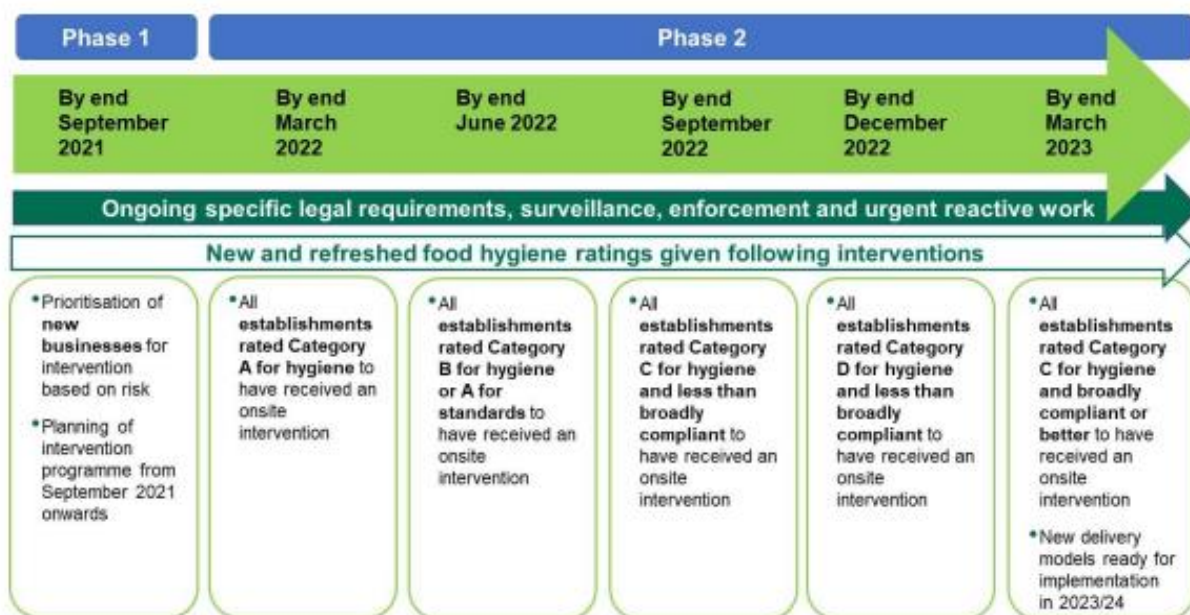 Phase 1
Phase 2
By end
September
2021
By end
March
2022
By end
June 2022
By end
September
2022
By end
December
2022
By end
March
2023
Ongoing specific legal requirements, surveillance, enforcement and urgent reactive work
New and refreshed food hygiene ratings given following interventions
•Prioritisation of
new
businesses for
intervention
based on risk
•Planning of
intervention
programme from
September 2021
onwards
•All
establishments
rated Category
A for hygiene to
have received an
onsite
intervention
•All
establishments
rated Category
B for hygiene
or A for
standards to
have received an
onsite
intervention
•All
establishments
rated Category
C for hygiene
and less than
broadly
compliant to
have received an
onsite
intervention
•All
establishments
rated Category
D for hygiene
and less than
broadly
compliant to
have received an
onsite
intervention
•All
establishments
rated Category
C for hygiene
and broadly
compliant or
better to have
received an
onsite
intervention
•New delivery
models ready for
implementation
in 2023/24